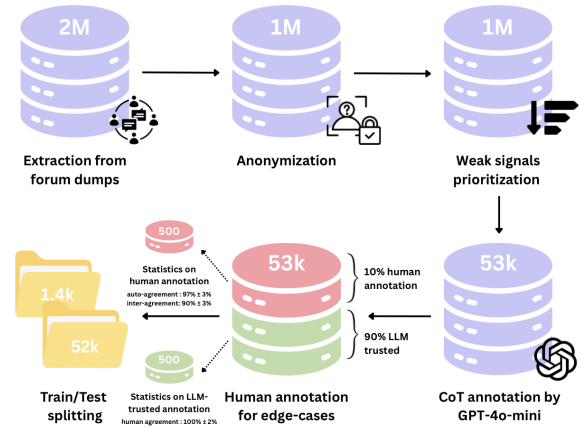 2M
1M
1M
Extraction from
forum dumps
Anonymization
Weak signals
prioritization
500
Statistics on
human annotation
auto-agreement : 97% ± 3%
inter-agreement: 90% ± 3%
53k
10% human
annotation
53k
1.4k
52k
90% LLM
trusted
500
Train/Test
splitting
Statistics on LLM-
trusted annotation
human agreement : 100% ± 2%
Human annotation
for edge-cases
CoT annotation by
GPT-4o-mini